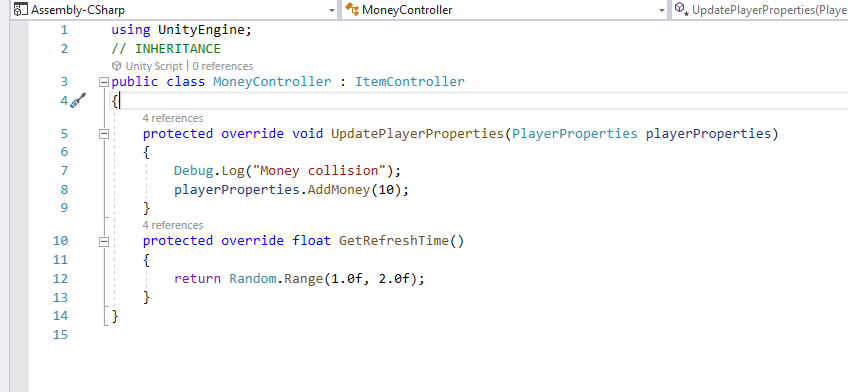 Assembly-CSharp MoneyController UpdatePlayerProperties(Playe
1 using UnityEngine;
2 // INHERITANCE
Unity Script | 0 references
3 public class MoneyController : ItemController
4 {
4 references
5 protected override void UpdatePlayerProperties(PlayerProperties playerProperties)
6 {
7 Debug.Log("Money collision");
8 playerProperties.AddMoney(10);
9 }
4 references
10 protected override float GetRefreshTime()
11 {
12 return Random.Range(1.0f, 2.0f);
13 }
14 }
15